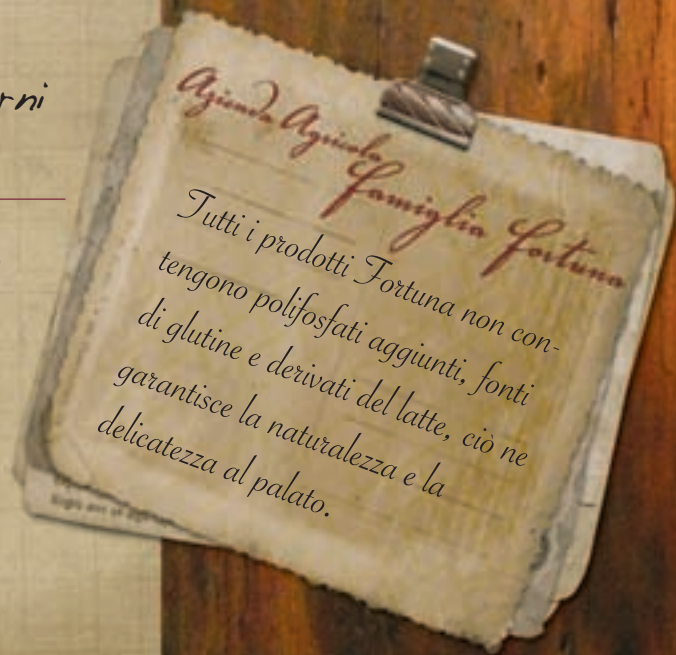 rni
Azienda Agricola
Famiglia Fortuna
Tutti i prodotti Fortuna non con-
tengono polifosfati aggiunti, fonti
di glutine e derivati del latte, ciò ne
garantisce la naturalezza e la
delicatezza al palato.